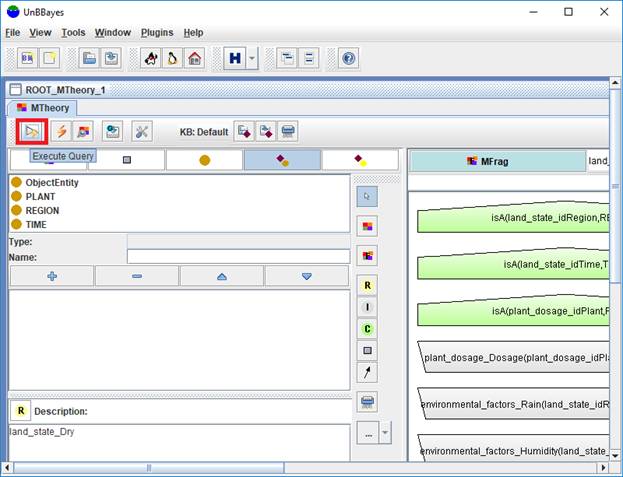 UnBBayes
File View Tools Window Plugins Help
H
ROOT_MTheory_1
MTheory
KB: Default
Execute Query
MFrag
land_
ObjectEntity
PLANT
REGION
TIME
Type:
Name:
R
I
C
...
R Description:
land_state_Dry
isA(land_state_idRegion,RE
isA(land_state_idTime,T
isA(plant_dosage_idPlant,F
plant_dosage_Dosage(plant_dosage_idPla
environmental_factors_Rain(land_state_idR
environmental_factors_Humidity(land_state_